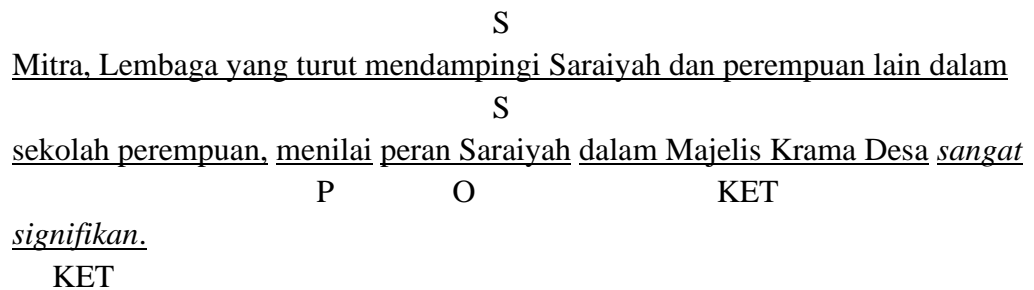 S
Mitra, Lembaga yang turut mendampingi Saraiyah dan perempuan lain dalam
S
sekolah perempuan, menilai peran Saraiyah dalam Majelis Krama Desa sangat
P O KET
signifikan.
KET